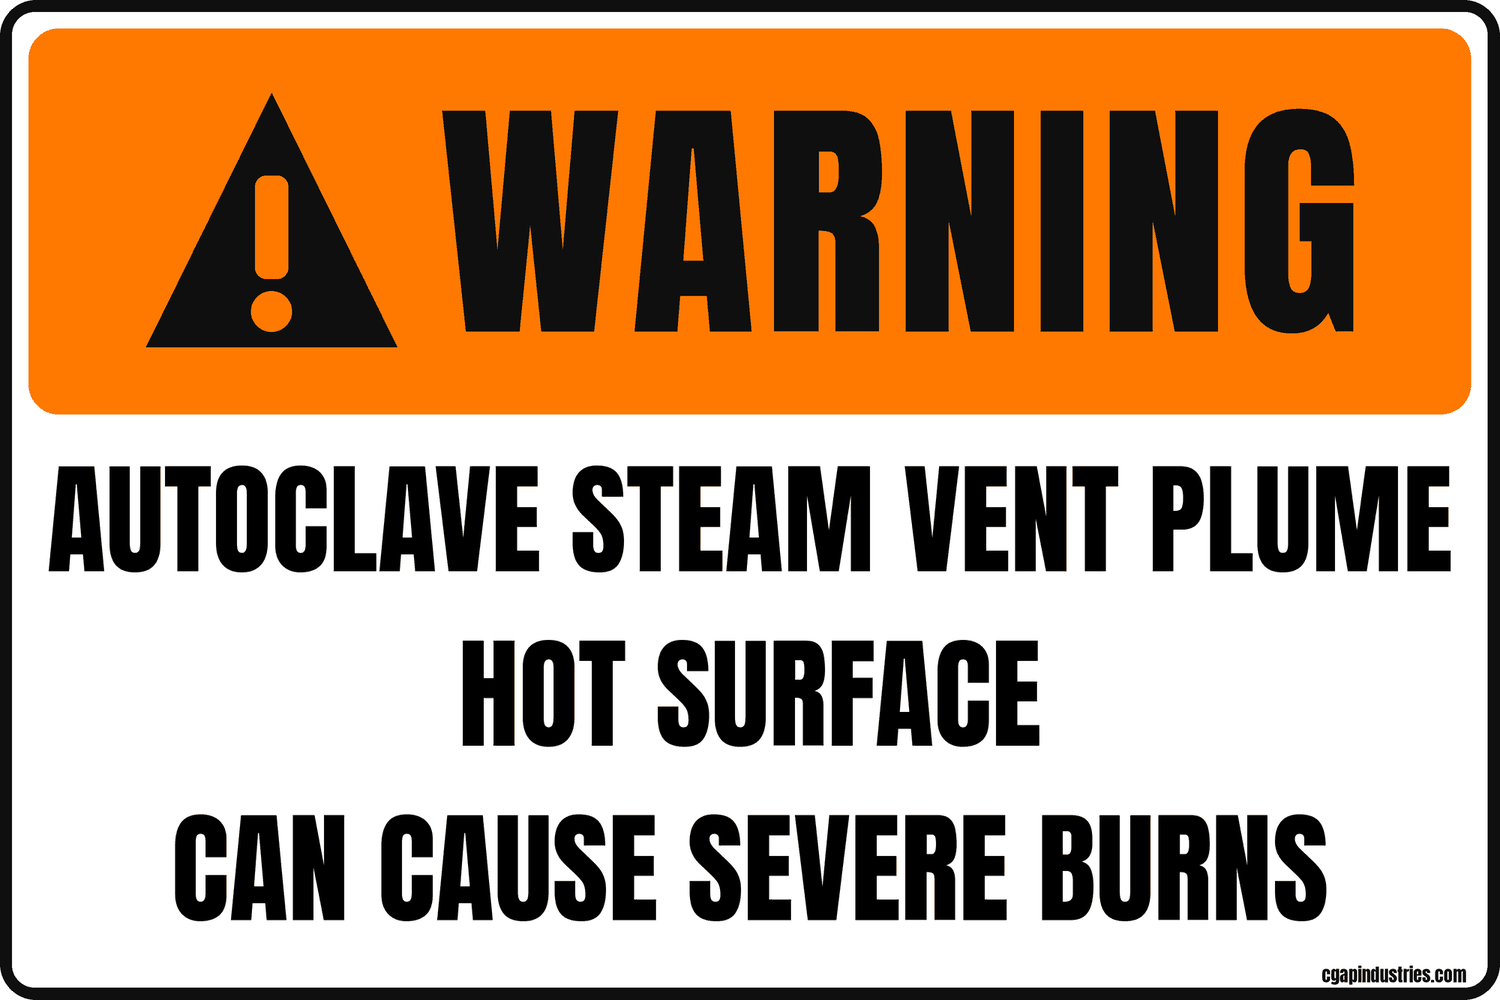 WARNING
AUTOCLAVE STEAM VENT PLUME
HOT SURFACE
CAN CAUSE SEVERE BURNS
cgapindustries.com